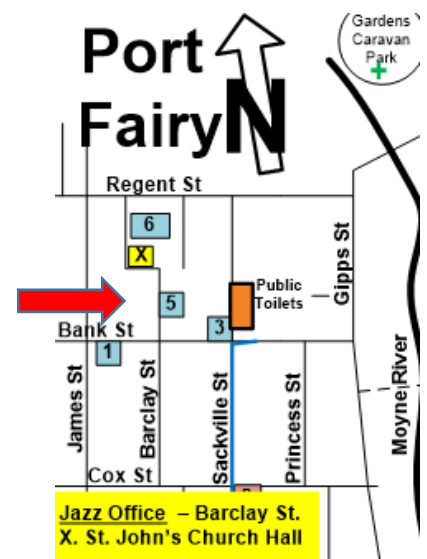 Port
Fairy
N
Gardens
Caravan
Park
Regent St
6
X
5
Public
Toilets
3
Gipps St
Bank St
1
James St
Barclay St
Sackville St
Princess St
Moyne River
Cox St
Jazz Office – Barclay St.
X. St. John's Church Hall